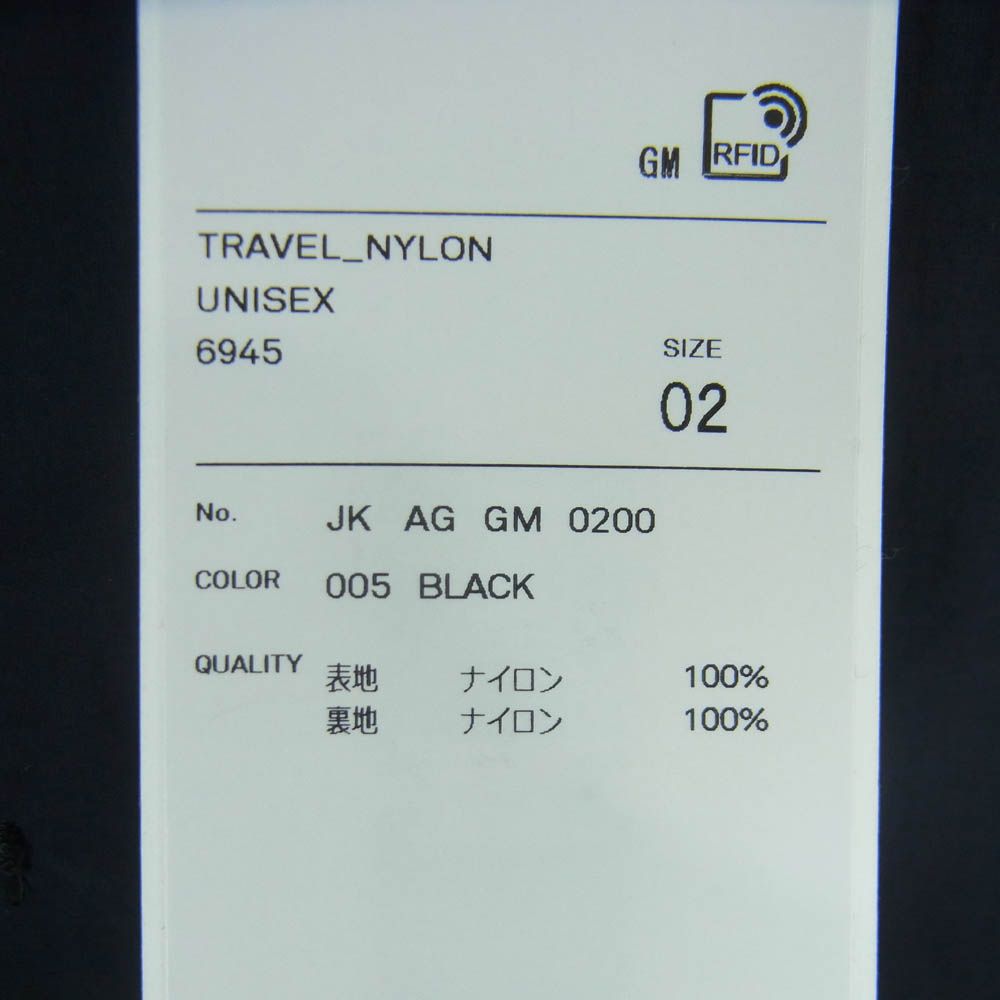 GM RFID
TRAVEL_NYLON
UNISEX
6945
SIZE
02
No. JK AG GM 0200
COLOR 005 BLACK
QUALITY 表地 ナイロン 100%
裏地 ナイロン 100%